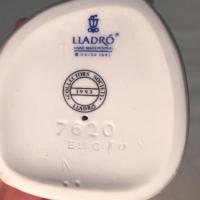 LLADRÓ
HAND MADE IN SPAIN
COLLECTORS SOCIETY
1993
LLADRÓ
7620